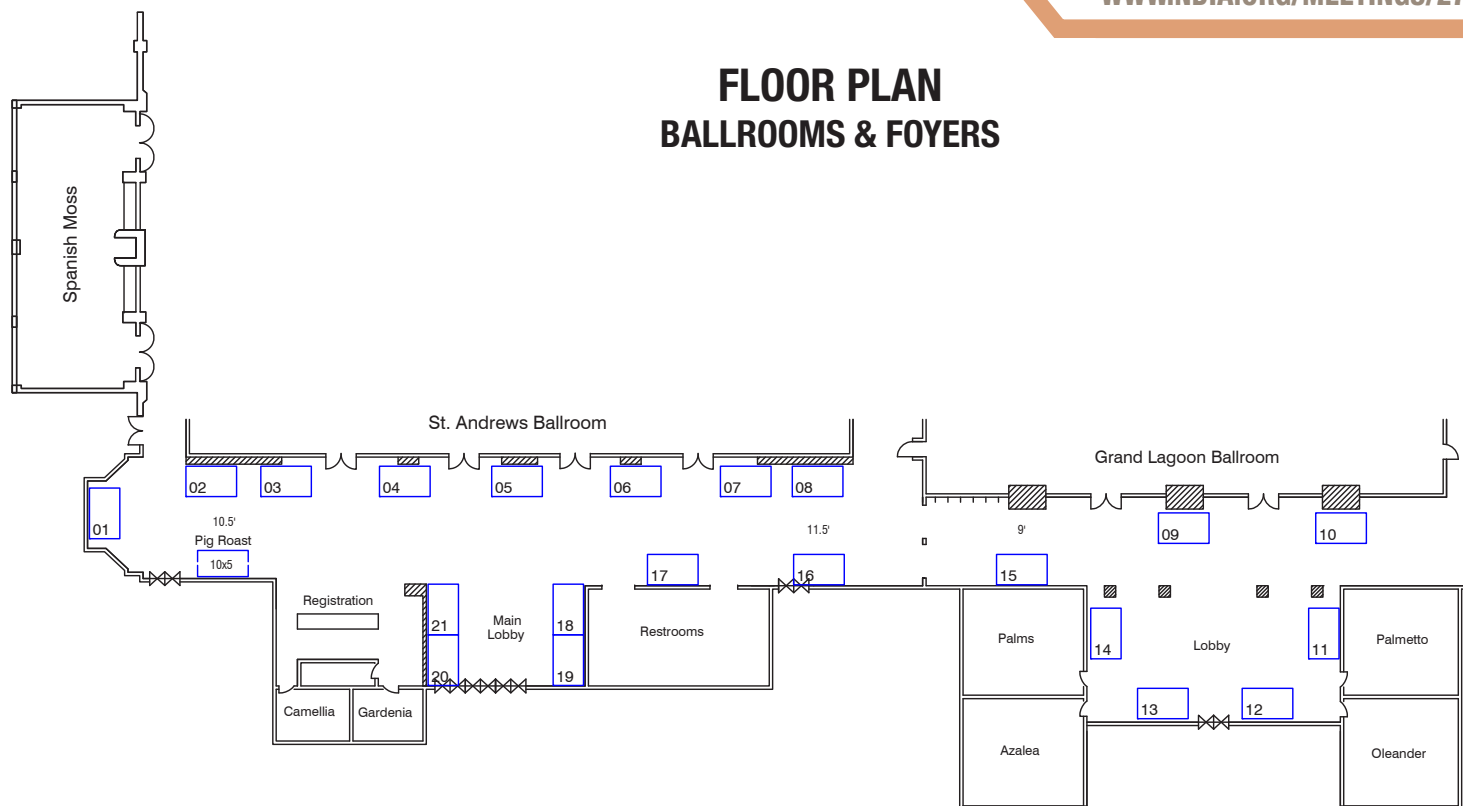 FLOOR PLAN
BALLROOMS & FOYERS
Spanish Moss
St. Andrews Ballroom
Grand Lagoon Ballroom
02
03
04
05
06
07
08
01
09
10
10.5'
11.5'
9'
Pig Roast
10x5
17
16
15
Registration
21
Main
Lobby
18
Restrooms
Palms
14
Lobby
11
Palmetto
20
19
Camellia
Gardenia
13
12
Azalea
Oleander